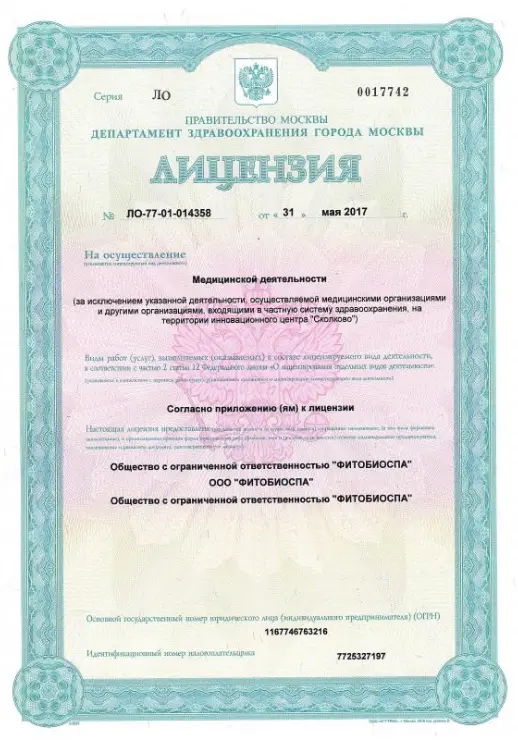 Серия ЛО 0017742
ПРАВИТЕЛЬСТВО МОСКВЫ
ДЕПАРТАМЕНТ ЗДРАВООХРАНЕНИЯ ГОРОДА МОСКВЫ
ЛИЦЕНЗИЯ
№ ЛО-77-01-014358 от « 31 » мая 2017 г.
На осуществление
Медицинской деятельности
(за исключением указанной деятельности, осуществляемой медицинскими организациями
и другими организациями, входящими в частную систему здравоохранения, на
территории инновационного центра "Сколково")
Виды работ (услуг), выполняемых (оказываемых) в составе лицензируемого вида деятельности,
в соответствии с частью 2 статьи 12 Федерального закона «О лицензировании отдельных видов деятельности»
Согласно приложению (ям) к лицензии
Настоящая лицензия предоставлена
Общество с ограниченной ответственностью "ФИТОБИОСПА"
ООО "ФИТОБИОСПА"
Общество с ограниченной ответственностью "ФИТОБИОСПА"
Основной государственный номер юридического лица (индивидуального предпринимателя) (ОГРН)
1167746763216
Идентификационный номер налогоплательщика 7725327197